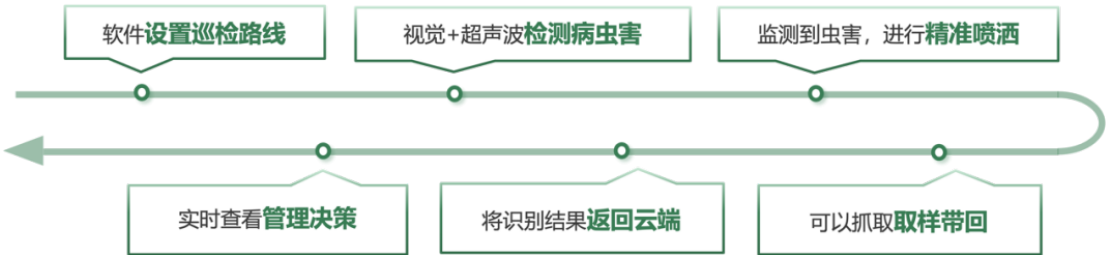 软件设置巡检路线
视觉+超声波检测病虫害
监测到虫害，进行精准喷洒
可以抓取取样带回
将识别结果返回云端
实时查看管理决策